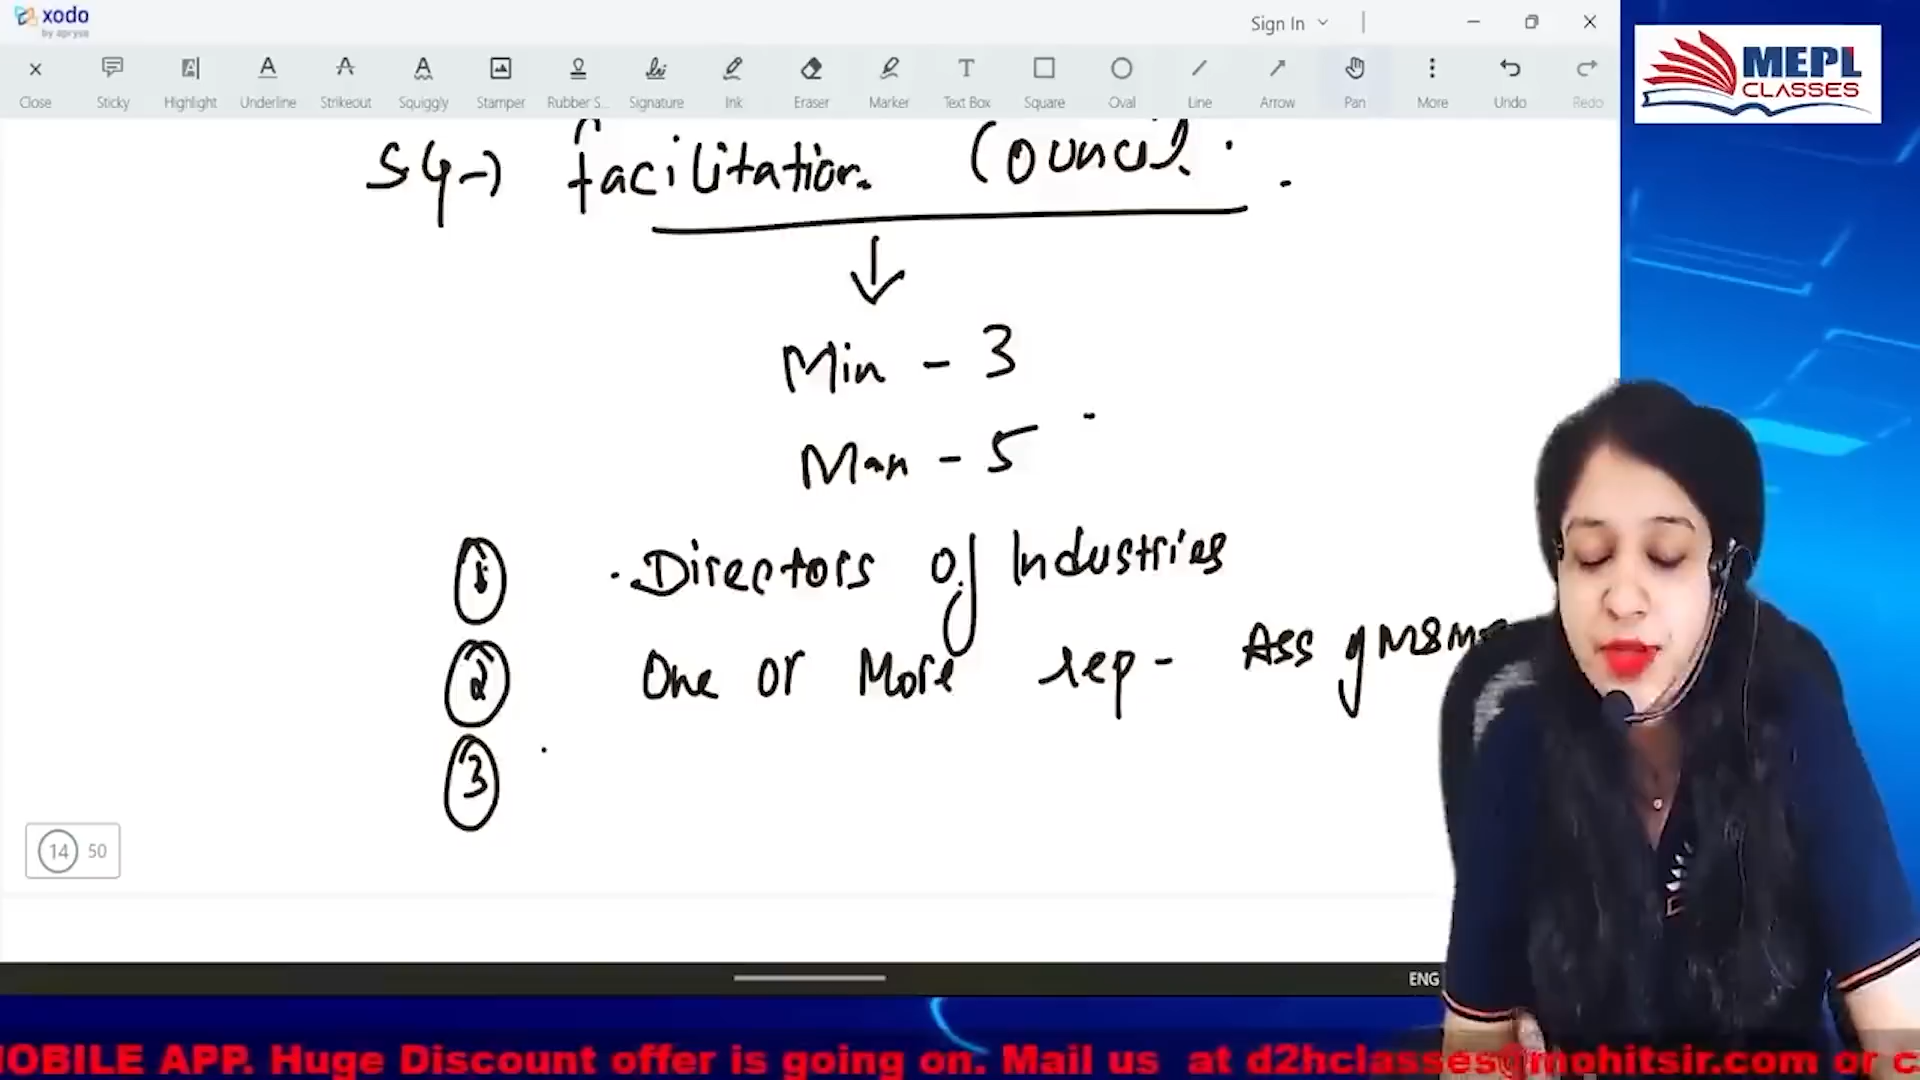 xodo
by apryse
Sign In
Close Sticky Highlight Underline Strikeout Squiggly Stamper Rubber S... Signature Ink Eraser Marker Text Box Square Oval Line Arrow Pan More Undo Redo
MEPL
CLASSES
facilitation Council
Min - 3
Max - 5
1 Directors of Industries
2 One or More rep - Ass of
3
14 50
ENG
MOBILE APP. Huge Discount offer is going on. Mail us at d2hclasses@mohitsir.com or c